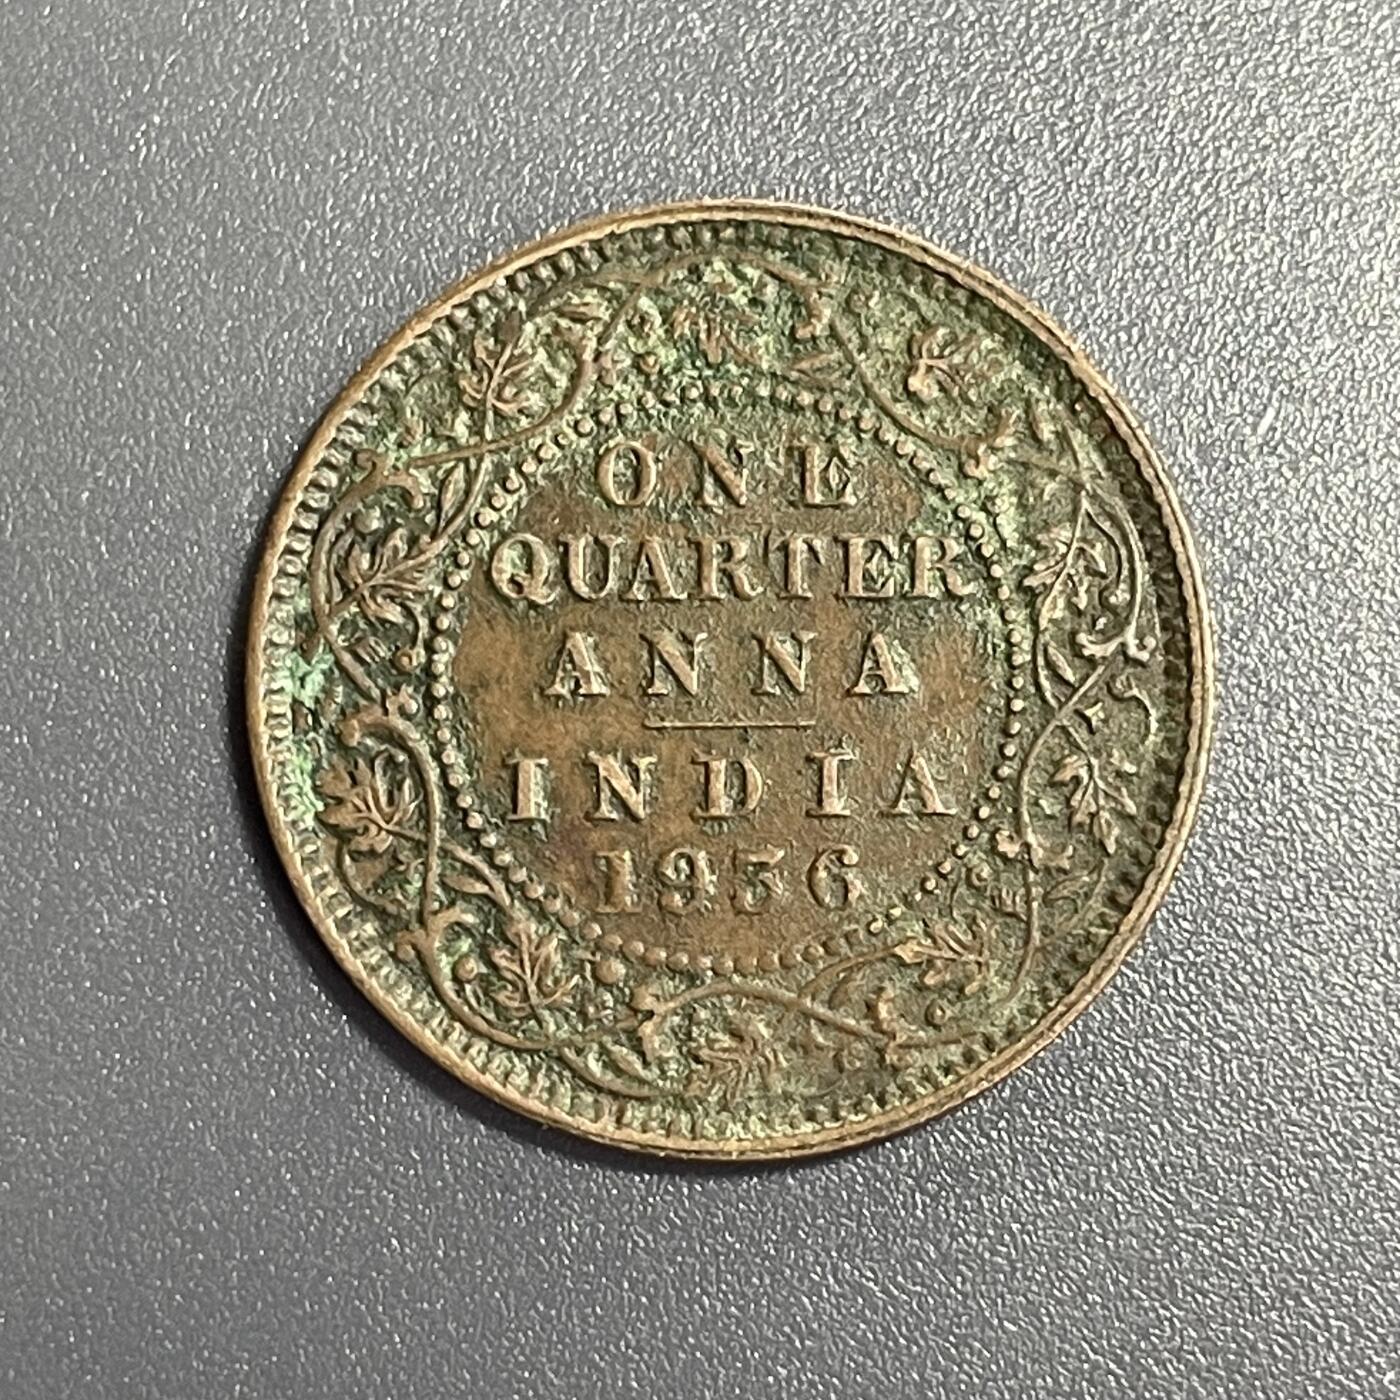 ONE
QUARTER
ANNA
INDIA
1936